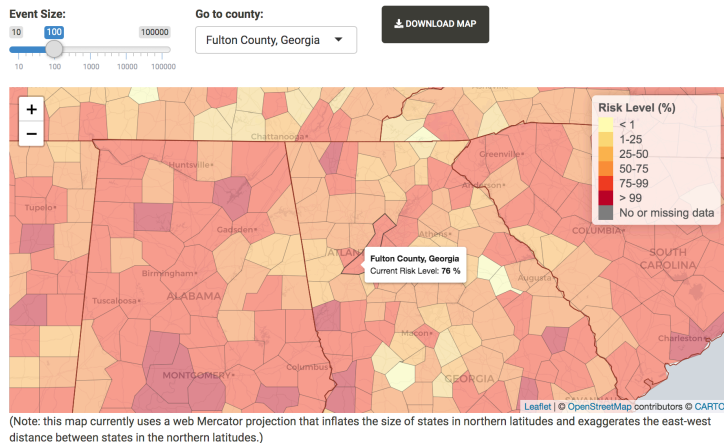 Event Size:
Go to county:
10
100
100000
10
100
1000
10000
100000
Fulton County, Georgia
DOWNLOAD MAP
+
−
Chattanooga
Huntsville
Greenville
Anderson
Tupelo
Gadsden
Athens
COLUMBIA
ATLAN
Fulton County, Georgia
Current Risk Level: 76 %
SOUTH
CAROLINA
Birmingham
Augusta
Tuscaloosa
ALABAMA
Macon
Charleston
Columbus
MONTGOMERY
GEORGIA
SAVANNAH
Risk Level (%)
< 1
1-25
25-50
50-75
75-99
> 99
No or missing data
Leaflet | © OpenStreetMap contributors © CARTO
(Note: this map currently uses a web Mercator projection that inflates the size of states in northern latitudes and exaggerates the east-west
distance between states in the northern latitudes.)